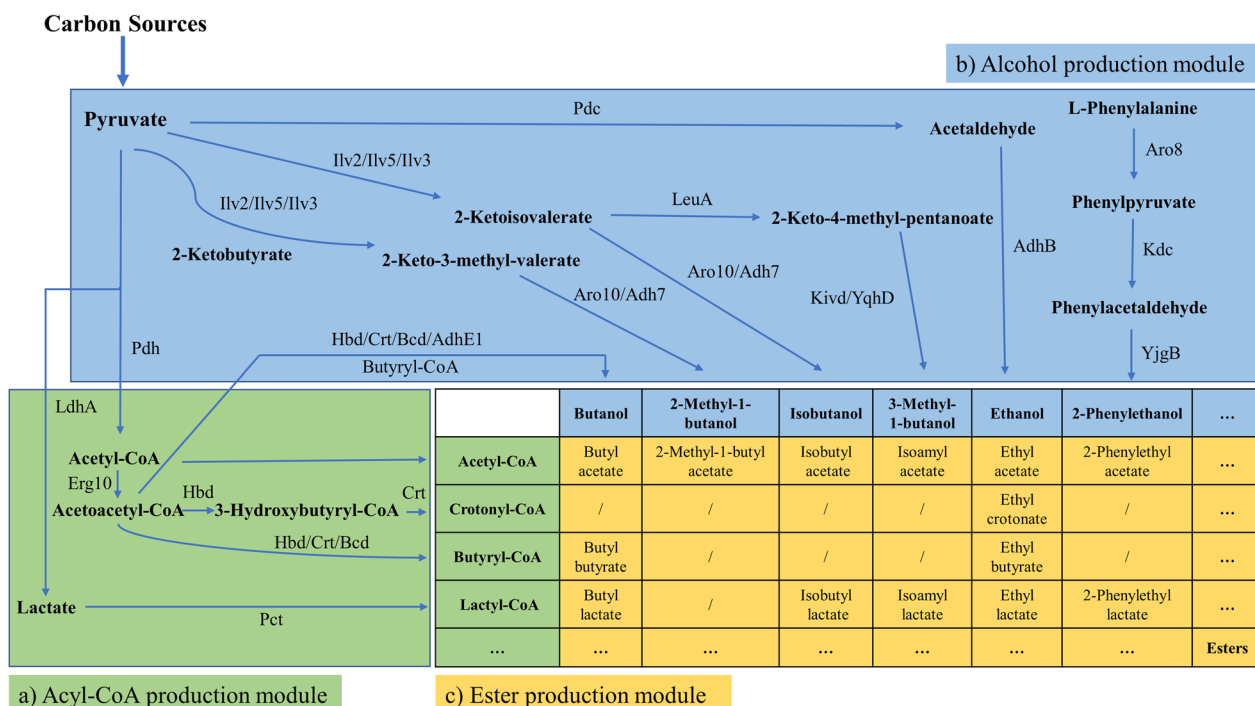 Carbon Sources
b) Alcohol production module
Pyruvate
Pdc
Acetaldehyde
L-Phenylalanine
Aro8
Ilv2/Ilv5/Ilv3
LeuA
Phenylpyruvate
Ilv2/Ilv5/Ilv3
2-Ketoisovalerate
2-Keto-4-methyl-pentanoate
2-Ketobutyrate
2-Keto-3-methyl-valerate
AdhB
Kdc
Aro10/Adh7
Aro10/Adh7
Kivd/YqhD
Phenylacetaldehyde
Pdh
Hbd/Crt/Bcd/AdhE1
Butyryl-CoA
YjgB
LdhA
Acetyl-CoA
Erg10
Hbd
Crt
Acetoacetyl-CoA
3-Hydroxybutyryl-CoA
Hbd/Crt/Bcd
Lactate
Pct
Butanol
2-Methyl-1-
butanol
Isobutanol
3-Methyl-
1-butanol
Ethanol
2-Phenylethanol
...
Acetyl-CoA
Butyl
acetate
2-Methyl-1-butyl
acetate
Isobutyl
acetate
Isoamyl
acetate
Ethyl
acetate
2-Phenylethyl
acetate
...
Crotonyl-CoA
/
/
/
/
Ethyl
crotonate
/
...
Butyryl-CoA
Butyl
butyrate
/
/
/
Ethyl
butyrate
/
...
Lactyl-CoA
Butyl
lactate
/
Isobutyl
lactate
Isoamyl
lactate
Ethyl
lactate
2-Phenylethyl
lactate
...
...
...
...
...
...
...
...
Esters
a) Acyl-CoA production module
c) Ester production module